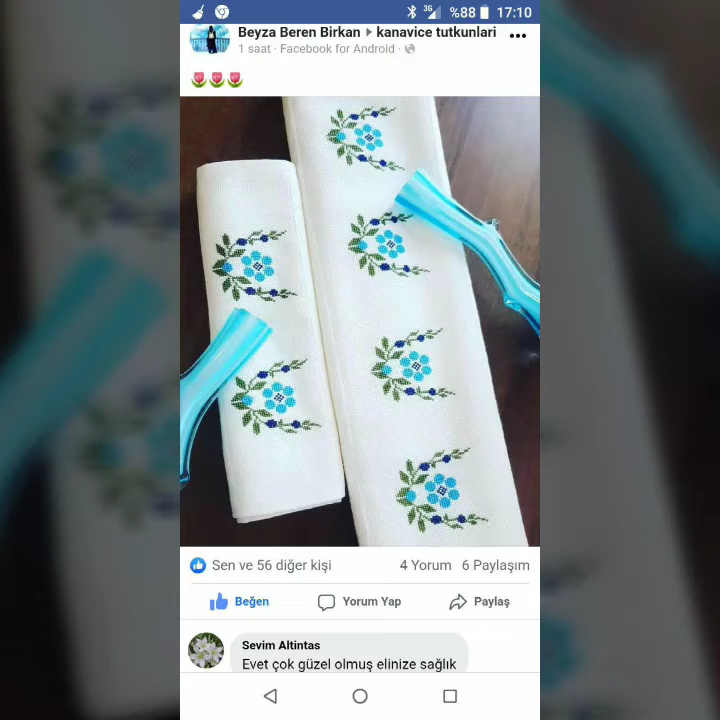 3G %88 17:10
Beyza Beren Birkan ▸ kanavice tutkunlari
1 saat · Facebook for Android ·
🌷🌷🌷
Sen ve 56 diğer kişi 4 Yorum 6 Paylaşım
Beğen Yorum Yap Paylaş
Sevim Altintas
Evet çok güzel olmuş elinize sağlık